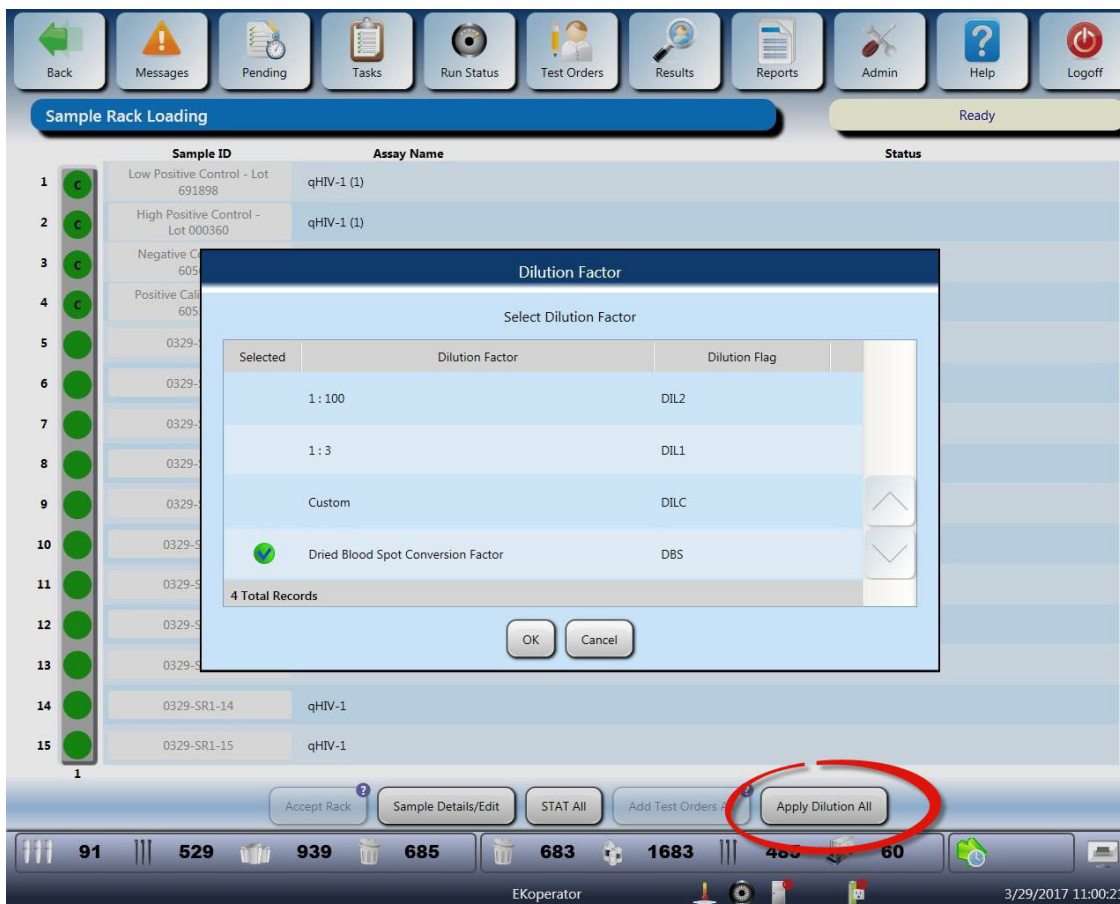 Back
Messages
Pending
Tasks
Run Status
Test Orders
Results
Reports
Admin
Help
Logoff
Sample Rack Loading
Ready
Sample ID Assay Name Status
1 C Low Positive Control - Lot
691898
qHIV-1 (1)
2 C High Positive Control -
Lot 000360
qHIV-1 (1)
3 C Negative
4 C Positive
5 0329-
6 0329-
7 0329-
8 0329-
9 0329-
10 0329-
11 0329-
12 0329-
13 0329-
14 0329-SR1-14 qHIV-1
15 0329-SR1-15 qHIV-1
1
Dilution Factor
Select Dilution Factor
Selected Dilution Factor Dilution Flag
1 : 100 DIL2
1 : 3 DIL1
Custom DILC
Dried Blood Spot Conversion Factor DBS
4 Total Records
OK
Cancel
Accept Rack ?
Sample Details/Edit
STAT All
Add Test Orders
Apply Dilution All
91 529 939 685 683 1683 485 60
EKoperator
3/29/2017 11:00:2